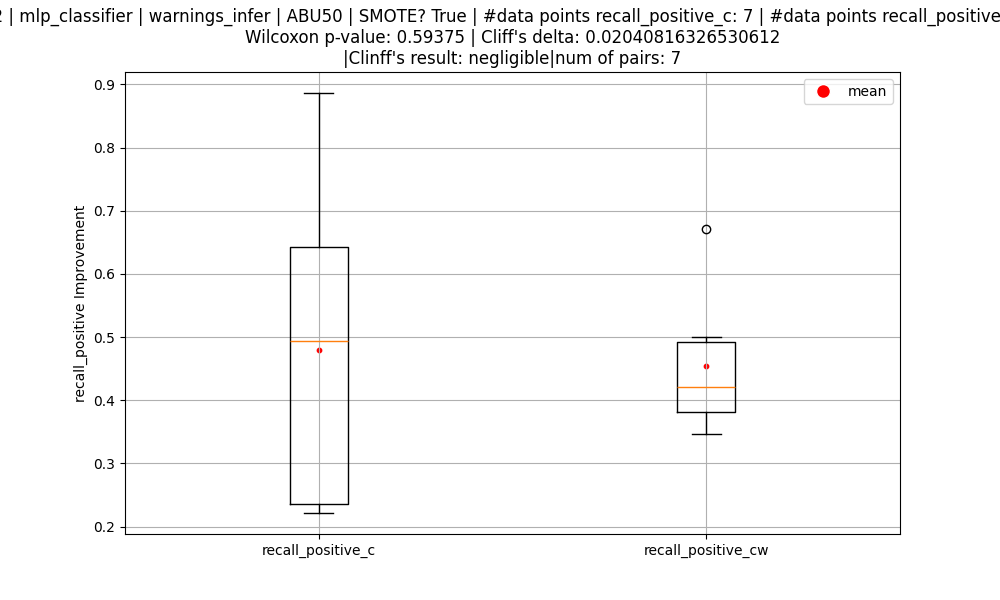 2 | mlp_classifier | warnings_infer | ABU50 | SMOTE? True | #data points recall_positive_c: 7 | #data points recall_positive
Wilcoxon p-value: 0.59375 | Cliff's delta: 0.02040816326530612
|Clinff's result: negligible|num of pairs: 7
mean
recall_positive Improvement
0.9
0.8
0.7
0.6
0.5
0.4
0.3
0.2
recall_positive_c
recall_positive_cw